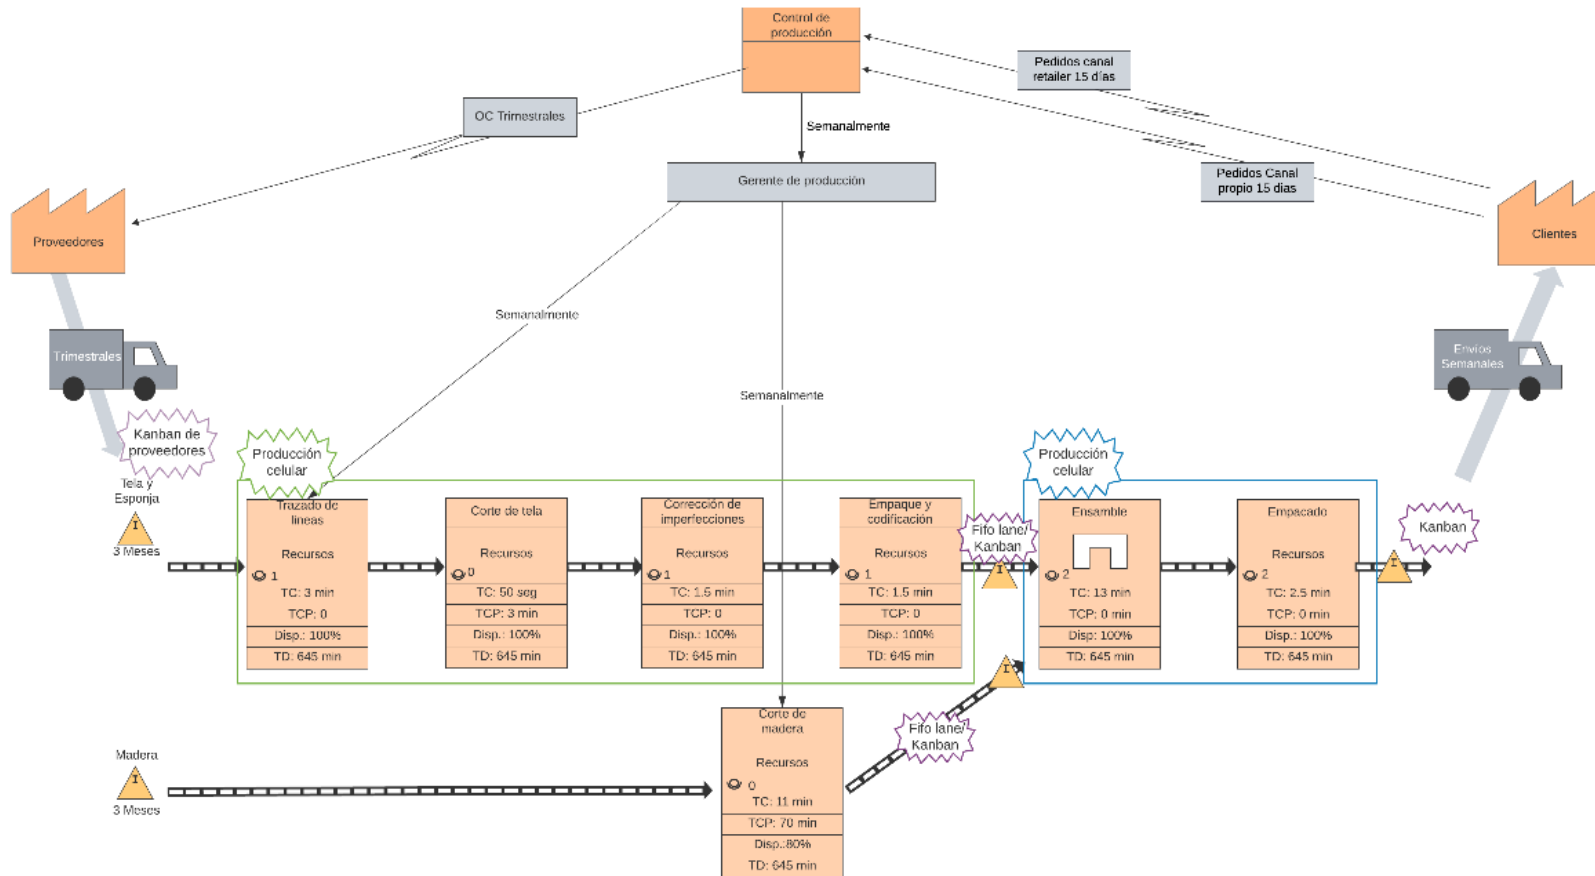 Control de
producción
Pedidos canal
retailer 15 días
OC Trimestrales
Semanalmente
Gerente de producción
Pedidos Canal
propio 15 dias
Proveedores
Clientes
Semanalmente
Trimestrales
Envíos
Semanales
Semanalmente
Kanban de
proveedores
Producción
celular
Producción
celular
Tela y
Esponja
I
3 Meses
Trazado de
lineas
Recursos
1
TC: 3 min
TCP: 0
Disp.: 100%
TD: 645 min
Corte de tela
Recursos
0
TC: 50 seg
TCP: 3 min
Disp.: 100%
TD: 645 min
Corrección de
imperfecciones
Recursos
1
TC: 1.5 min
TCP: 0
Disp.: 100%
TD: 645 min
Empaque y
codificación
Recursos
1
TC: 1.5 min
TCP: 0
Disp.: 100%
TD: 645 min
Fifo lane/
Kanban
I
Ensamble
2
TC: 13 min
TCP: 0 min
Disp: 100%
TD: 645 min
Empacado
Recursos
2
TC: 2.5 min
TCP: 0 min
Disp.: 100%
TD: 645 min
I
Kanban
I
Fifo lane/
Kanban
Madera
I
3 Meses
Corte de
madera
Recursos
0
TC: 11 min
TCP: 70 min
Disp.:80%
TD: 645 min